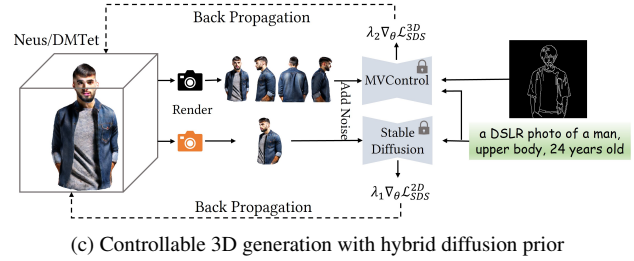 Back Propagation
λ₂∇θℒ³ᴰSDS
Neus/DMTet
Render
Add Noise
MVControl
Stable
Diffusion
a DSLR photo of a man,
upper body, 24 years old
λ₁∇θℒ²ᴰSDS
Back Propagation
(c) Controllable 3D generation with hybrid diffusion prior